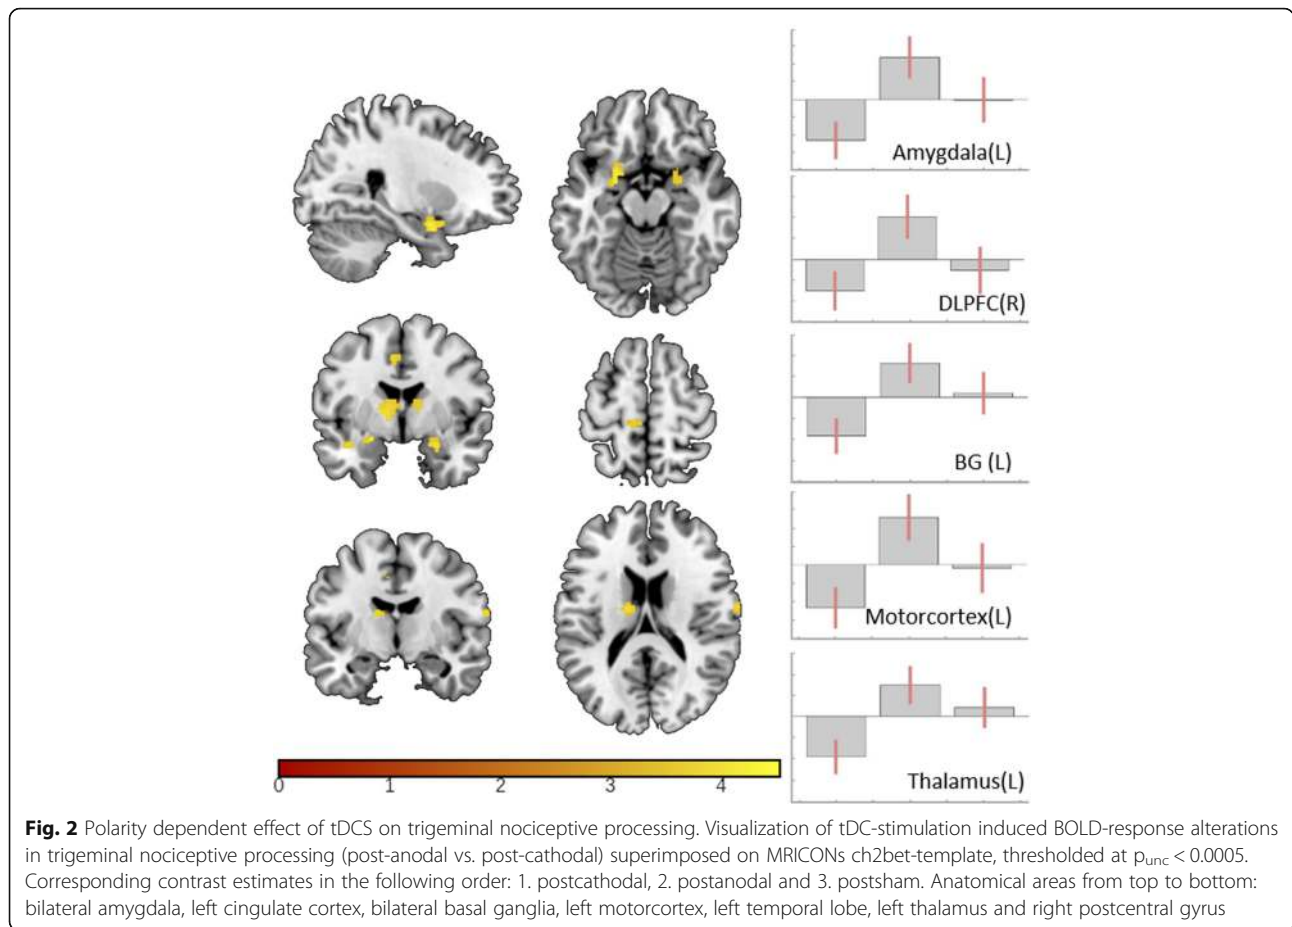 Amygdala(L)
DLPFC(R)
BG (L)
Motorcortex(L)
Thalamus(L)
0 1 2 3 4
Fig. 2 Polarity dependent effect of tDCS on trigeminal nociceptive processing. Visualization of tDC-stimulation induced BOLD-response alterations
in trigeminal nociceptive processing (post-anodal vs. post-cathodal) superimposed on MRICONs ch2bet-template, thresholded at punc < 0.0005.
Corresponding contrast estimates in the following order: 1. postcathodal, 2. postanodal and 3. postsham. Anatomical areas from top to bottom:
bilateral amygdala, left cingulate cortex, bilateral basal ganglia, left motorcortex, left temporal lobe, left thalamus and right postcentral gyrus